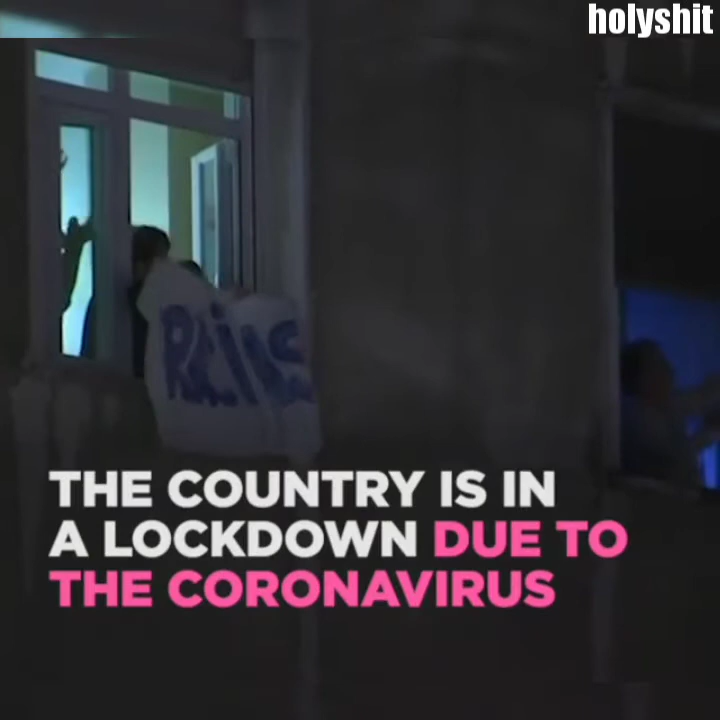 holyshit
THE COUNTRY IS IN
A LOCKDOWN DUE TO
THE CORONAVIRUS